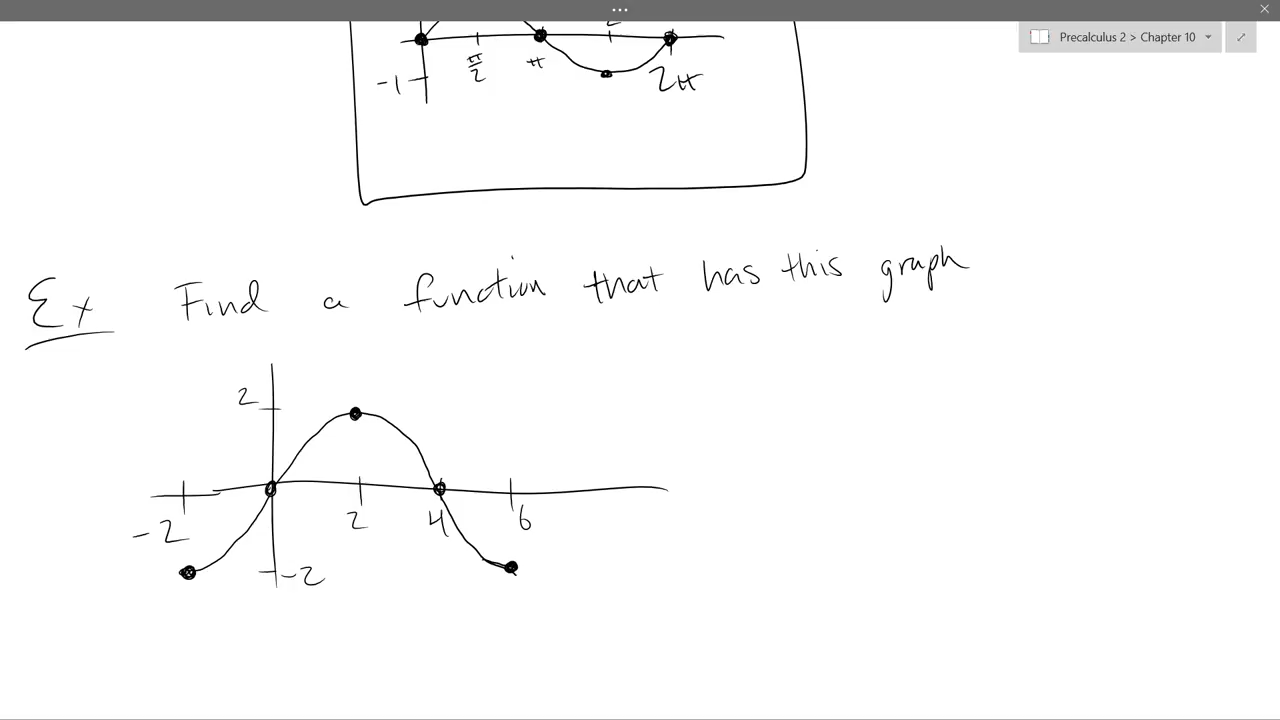 ...
Precalculus 2 > Chapter 10
-1
π/2
π
2π
Ex Find a function that has this graph
2
-2
2
4
6
-2